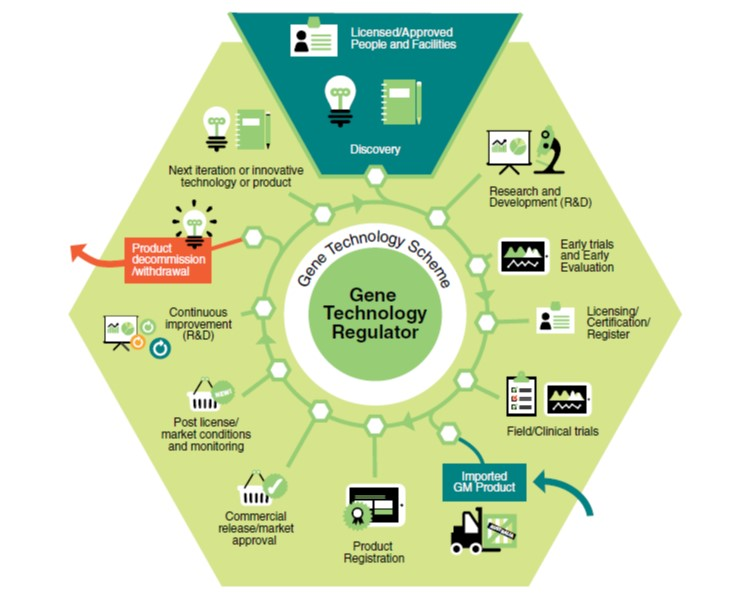 Licensed/Approved
People and Facilities
Discovery
Research and
Development (R&D)
Early trials
and Early
Evaluation
Licensing/
Certification/
Register
Field/Clinical trials
Imported
GM Product
Product
Registration
Commercial
release/market
approval
Post license/
market conditions
and monitoring
NEW!
Continuous
improvement
(R&D)
Product
decommission
/withdrawal
Next iteration or innovative
technology or product
Gene Technology Scheme
Gene
Technology
Regulator